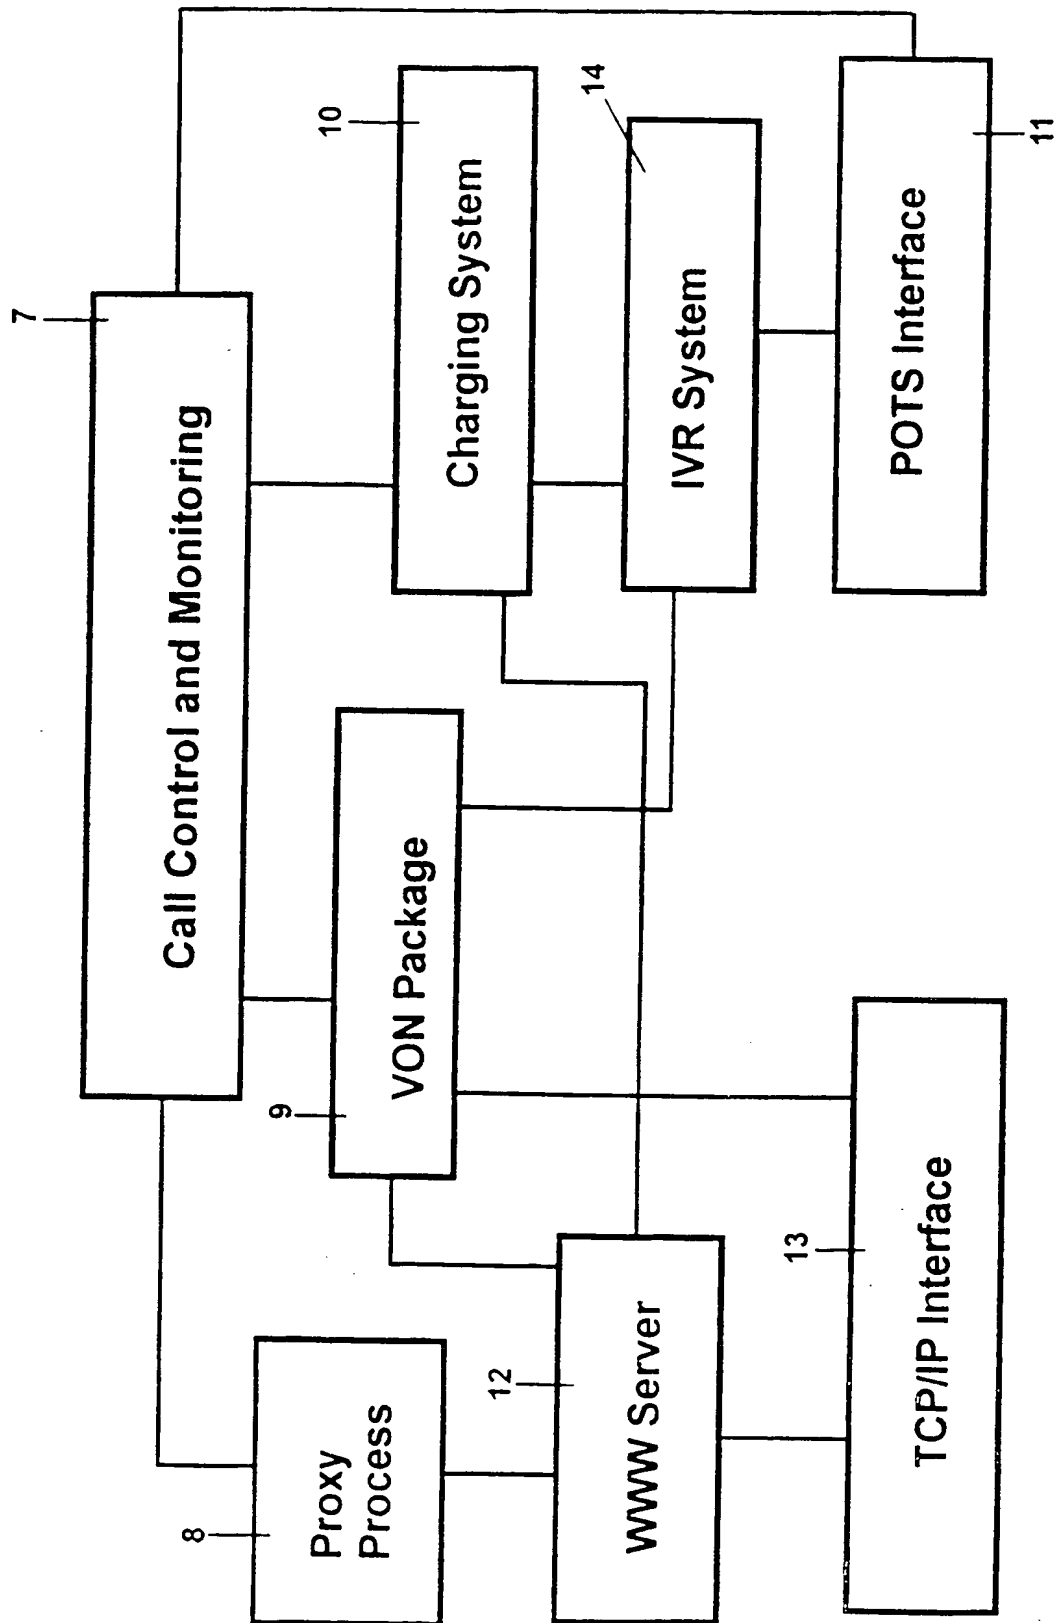 7
Call Control and Monitoring
8
Proxy
Process
9
VON Package
10
Charging System
12
WWW Server
14
IVR System
13
TCP/IP Interface
POTS Interface
11